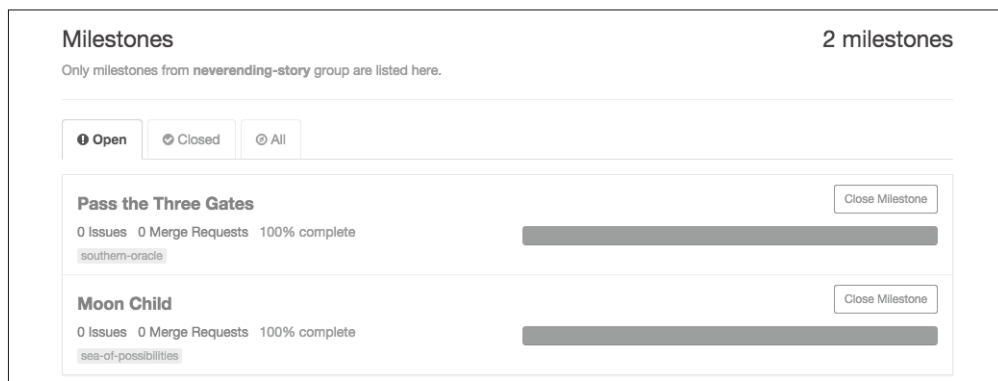 Milestones
2 milestones
Only milestones from neverending-story group are listed here.
Open
Closed
All
Pass the Three Gates
Close Milestone
0 Issues 0 Merge Requests 100% complete
southern-oracle
Moon Child
Close Milestone
0 Issues 0 Merge Requests 100% complete
sea-of-possibilities